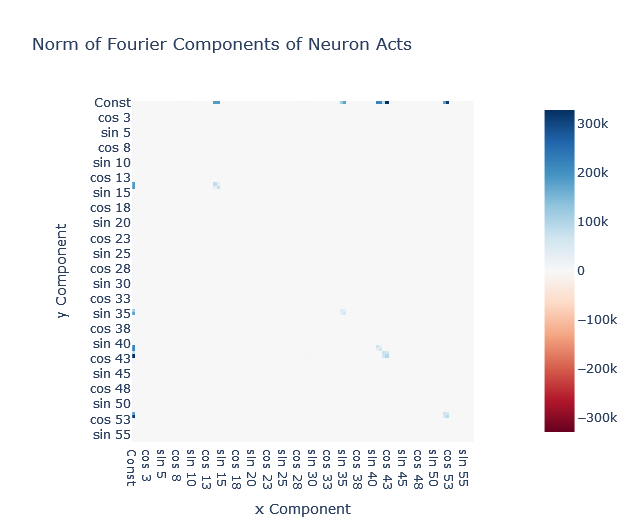 Norm of Fourier Components of Neuron Acts
Const
cos 3
sin 5
cos 8
sin 10
cos 13
sin 15
cos 18
sin 20
cos 23
sin 25
cos 28
sin 30
cos 33
sin 35
cos 38
sin 40
cos 43
sin 45
cos 48
sin 50
cos 53
sin 55
y Component
Const
cos 3
sin 5
cos 8
sin 10
cos 13
sin 15
cos 18
sin 20
cos 23
sin 25
cos 28
sin 30
cos 33
sin 35
cos 38
sin 40
cos 43
sin 45
cos 48
sin 50
cos 53
sin 55
x Component
300k
200k
100k
0
−100k
−200k
−300k